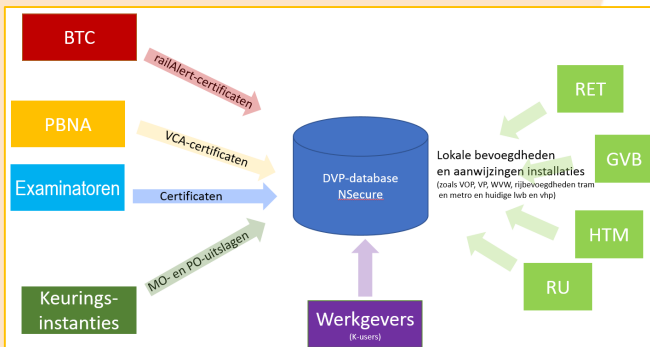 BTC
railAlert-certificaten
PBNA
VCA-certificaten
Examinatoren
Certificaten
MO- en PO-uitslagen
Keurings-
instanties
DVP-database
NSecure
Werkgevers
(K-users)
Lokale bevoegdheden
en aanwijzingen installaties
(zoals VOP, VP, WVW, rijbevoegdheden tram
en metro en huidige lwb en vhp)
RET
GVB
HTM
RU